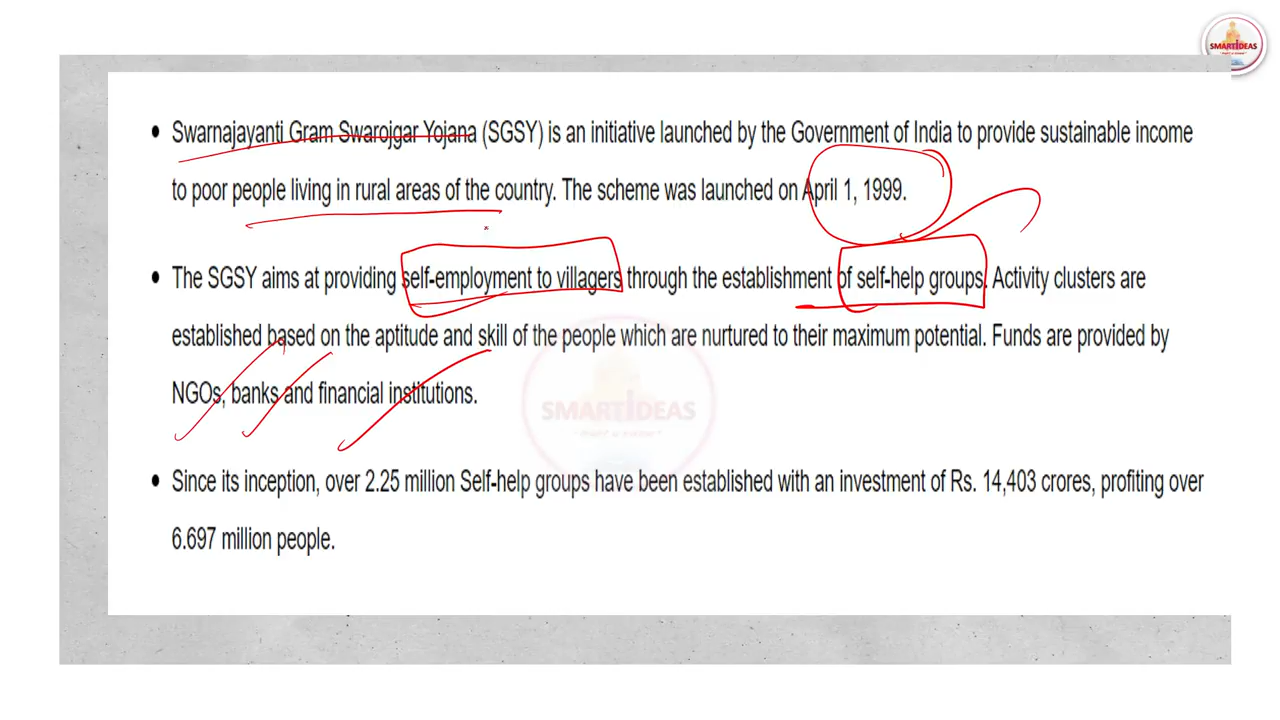 SMARTIDEAS
• Swarnajayanti Gram Swarojgar Yojana (SGSY) is an initiative launched by the Government of India to provide sustainable income
to poor people living in rural areas of the country. The scheme was launched on April 1, 1999.
• The SGSY aims at providing self-employment to villagers through the establishment of self-help groups. Activity clusters are
established based on the aptitude and skill of the people which are nurtured to their maximum potential. Funds are provided by
NGOs, banks and financial institutions.
SMARTIDEAS
• Since its inception, over 2.25 million Self-help groups have been established with an investment of Rs. 14,403 crores, profiting over
6.697 million people.